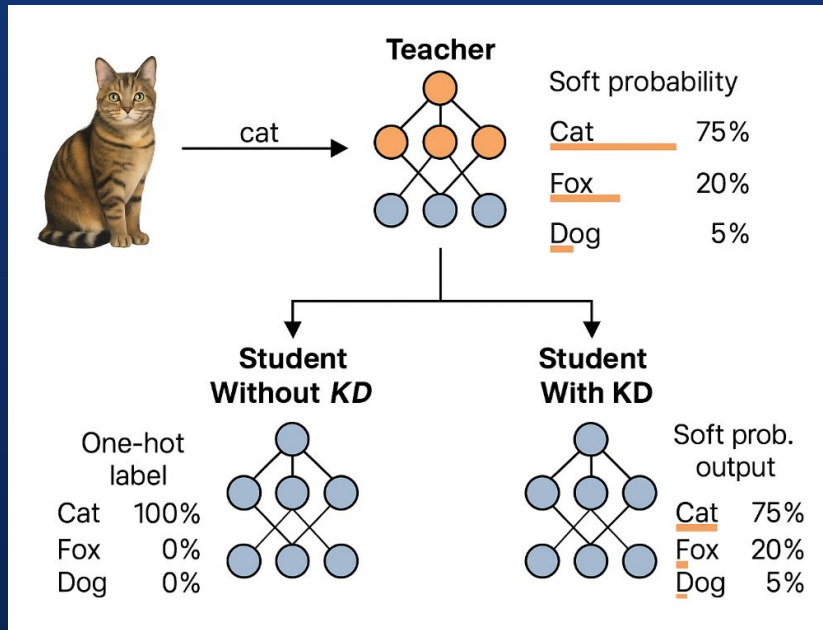 Teacher
cat
Soft probability
Cat 75%
Fox 20%
Dog 5%
Student
Without KD
One-hot
label
Cat 100%
Fox 0%
Dog 0%
Student
With KD
Soft prob.
output
Cat 75%
Fox 20%
Dog 5%